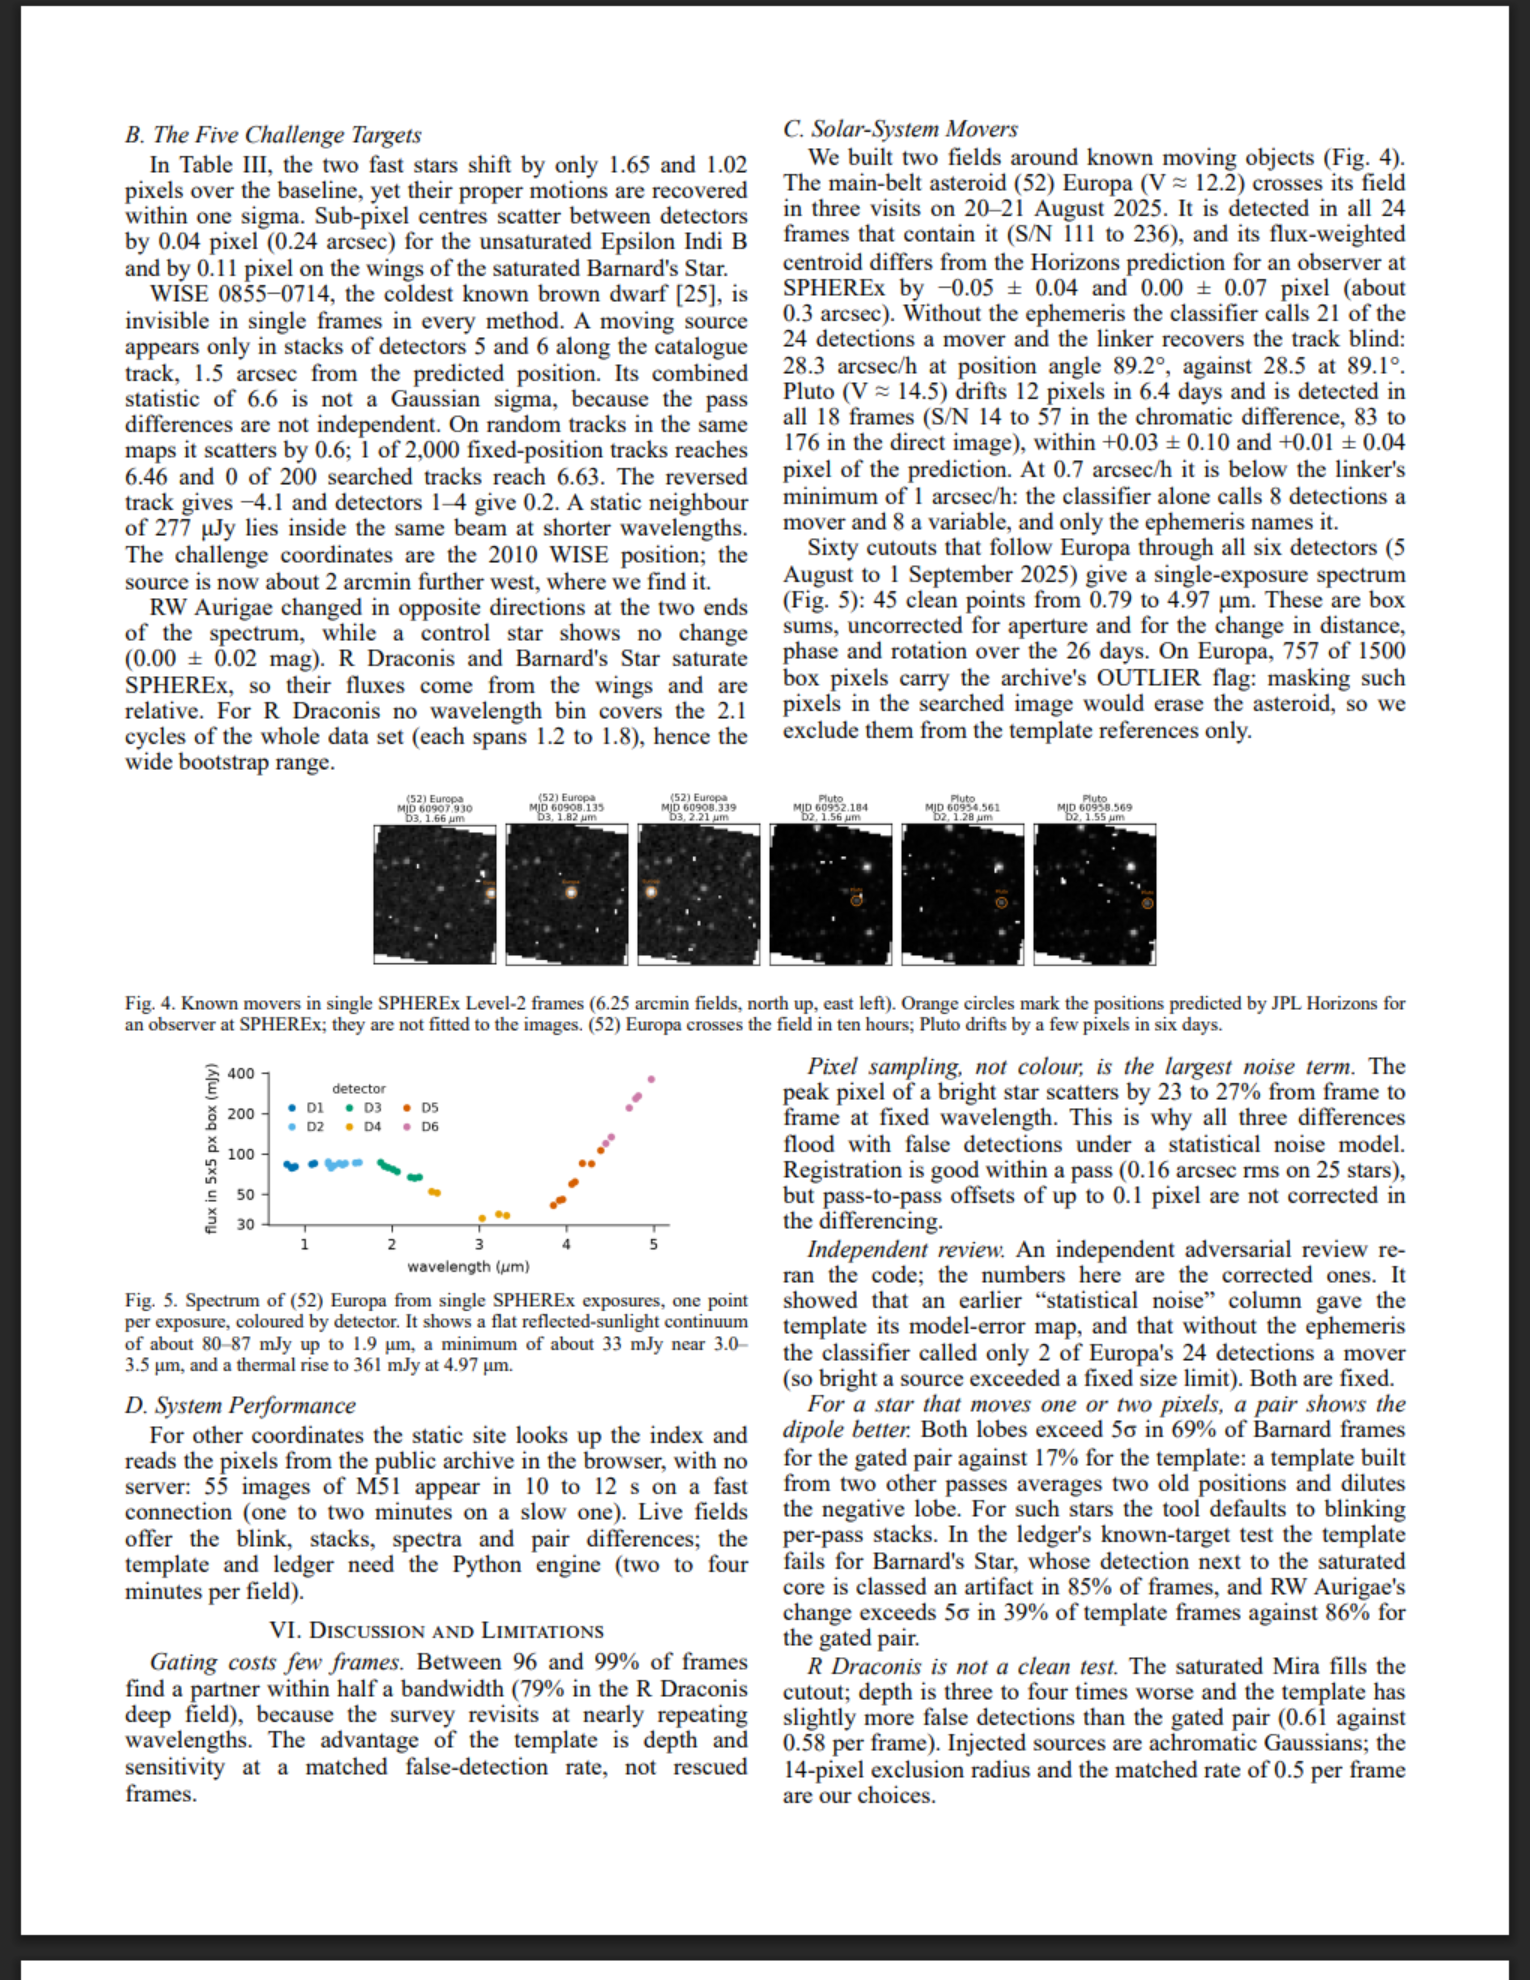 B. The Five Challenge Targets
In Table III, the two fast stars shift by only 1.65 and 1.02
pixels over the baseline, yet their proper motions are recovered
within one sigma. Sub-pixel centres scatter between detectors
by 0.04 pixel (0.24 arcsec) for the unsaturated Epsilon Indi B
and by 0.11 pixel on the wings of the saturated Barnard's Star.
WISE 0855−0714, the coldest known brown dwarf [25], is
invisible in single frames in every method. A moving source
appears only in stacks of detectors 5 and 6 along the catalogue
track, 1.5 arcsec from the predicted position. Its combined
statistic of 6.6 is not a Gaussian sigma, because the pass
differences are not independent. On random tracks in the same
maps it scatters by 0.6; 1 of 2,000 fixed-position tracks reaches
6.46 and 0 of 200 searched tracks reach 6.63. The reversed
track gives −4.1 and detectors 1–4 give 0.2. A static neighbour
of 277 μJy lies inside the same beam at shorter wavelengths.
The challenge coordinates are the 2010 WISE position; the
source is now about 2 arcmin further west, where we find it.
RW Aurigae changed in opposite directions at the two ends
of the spectrum, while a control star shows no change
(0.00 ± 0.02 mag). R Draconis and Barnard's Star saturate
SPHEREx, so their fluxes come from the wings and are
relative. For R Draconis no wavelength bin covers the 2.1
cycles of the whole data set (each spans 1.2 to 1.8), hence the
wide bootstrap range.
C. Solar-System Movers
We built two fields around known moving objects (Fig. 4).
The main-belt asteroid (52) Europa (V ≈ 12.2) crosses its field
in three visits on 20–21 August 2025. It is detected in all 24
frames that contain it (S/N 111 to 236), and its flux-weighted
centroid differs from the Horizons prediction for an observer at
SPHEREx by −0.05 ± 0.04 and 0.00 ± 0.07 pixel (about
0.3 arcsec). Without the ephemeris the classifier calls 21 of the
24 detections a mover and the linker recovers the track blind:
28.3 arcsec/h at position angle 89.2°, against 28.5 at 89.1°.
Pluto (V ≈ 14.5) drifts 12 pixels in 6.4 days and is detected in
all 18 frames (S/N 14 to 57 in the chromatic difference, 83 to
176 in the direct image), within +0.03 ± 0.10 and +0.01 ± 0.04
pixel of the prediction. At 0.7 arcsec/h it is below the linker's
minimum of 1 arcsec/h: the classifier alone calls 8 detections a
mover and 8 a variable, and only the ephemeris names it.
Sixty cutouts that follow Europa through all six detectors (5
August to 1 September 2025) give a single-exposure spectrum
(Fig. 5): 45 clean points from 0.79 to 4.97 μm. These are box
sums, uncorrected for aperture and for the change in distance,
phase and rotation over the 26 days. On Europa, 757 of 1500
box pixels carry the archive's OUTLIER flag: masking such
pixels in the searched image would erase the asteroid, so we
exclude them from the template references only.
(52) Europa
MJD 60907.930
D3, 1.66 μm
(52) Europa
MJD 60908.135
D3, 1.82 μm
(52) Europa
MJD 60908.339
D3, 2.21 μm
Pluto
MJD 60952.184
D2, 1.56 μm
Pluto
MJD 60954.561
D2, 1.28 μm
Pluto
MJD 60958.569
D2, 1.55 μm
Europa
Europa
Pluto
Pluto
Pluto
Fig. 4. Known movers in single SPHEREx Level-2 frames (6.25 arcmin fields, north up, east left). Orange circles mark the positions predicted by JPL Horizons for
an observer at SPHEREx; they are not fitted to the images. (52) Europa crosses the field in ten hours; Pluto drifts by a few pixels in six days.
flux in 5x5 px box (mJy)
400
200
100
50
30
detector
D1 D3 D5
D2 D4 D6
1 2 3 4 5
wavelength (μm)
Fig. 5. Spectrum of (52) Europa from single SPHEREx exposures, one point
per exposure, coloured by detector. It shows a flat reflected-sunlight continuum
of about 80–87 mJy up to 1.9 μm, a minimum of about 33 mJy near 3.0–
3.5 μm, and a thermal rise to 361 mJy at 4.97 μm.
D. System Performance
For other coordinates the static site looks up the index and
reads the pixels from the public archive in the browser, with no
server: 55 images of M51 appear in 10 to 12 s on a fast
connection (one to two minutes on a slow one). Live fields
offer the blink, stacks, spectra and pair differences; the
template and ledger need the Python engine (two to four
minutes per field).
VI. DISCUSSION AND LIMITATIONS
Gating costs few frames. Between 96 and 99% of frames
find a partner within half a bandwidth (79% in the R Draconis
deep field), because the survey revisits at nearly repeating
wavelengths. The advantage of the template is depth and
sensitivity at a matched false-detection rate, not rescued
frames.
Pixel sampling, not colour, is the largest noise term. The
peak pixel of a bright star scatters by 23 to 27% from frame to
frame at fixed wavelength. This is why all three differences
flood with false detections under a statistical noise model.
Registration is good within a pass (0.16 arcsec rms on 25 stars),
but pass-to-pass offsets of up to 0.1 pixel are not corrected in
the differencing.
Independent review. An independent adversarial review re-
ran the code; the numbers here are the corrected ones. It
showed that an earlier “statistical noise” column gave the
template its model-error map, and that without the ephemeris
the classifier called only 2 of Europa's 24 detections a mover
(so bright a source exceeded a fixed size limit). Both are fixed.
For a star that moves one or two pixels, a pair shows the
dipole better. Both lobes exceed 5σ in 69% of Barnard frames
for the gated pair against 17% for the template: a template built
from two other passes averages two old positions and dilutes
the negative lobe. For such stars the tool defaults to blinking
per-pass stacks. In the ledger's known-target test the template
fails for Barnard's Star, whose detection next to the saturated
core is classed an artifact in 85% of frames, and RW Aurigae's
change exceeds 5σ in 39% of template frames against 86% for
the gated pair.
R Draconis is not a clean test. The saturated Mira fills the
cutout; depth is three to four times worse and the template has
slightly more false detections than the gated pair (0.61 against
0.58 per frame). Injected sources are achromatic Gaussians; the
14-pixel exclusion radius and the matched rate of 0.5 per frame
are our choices.